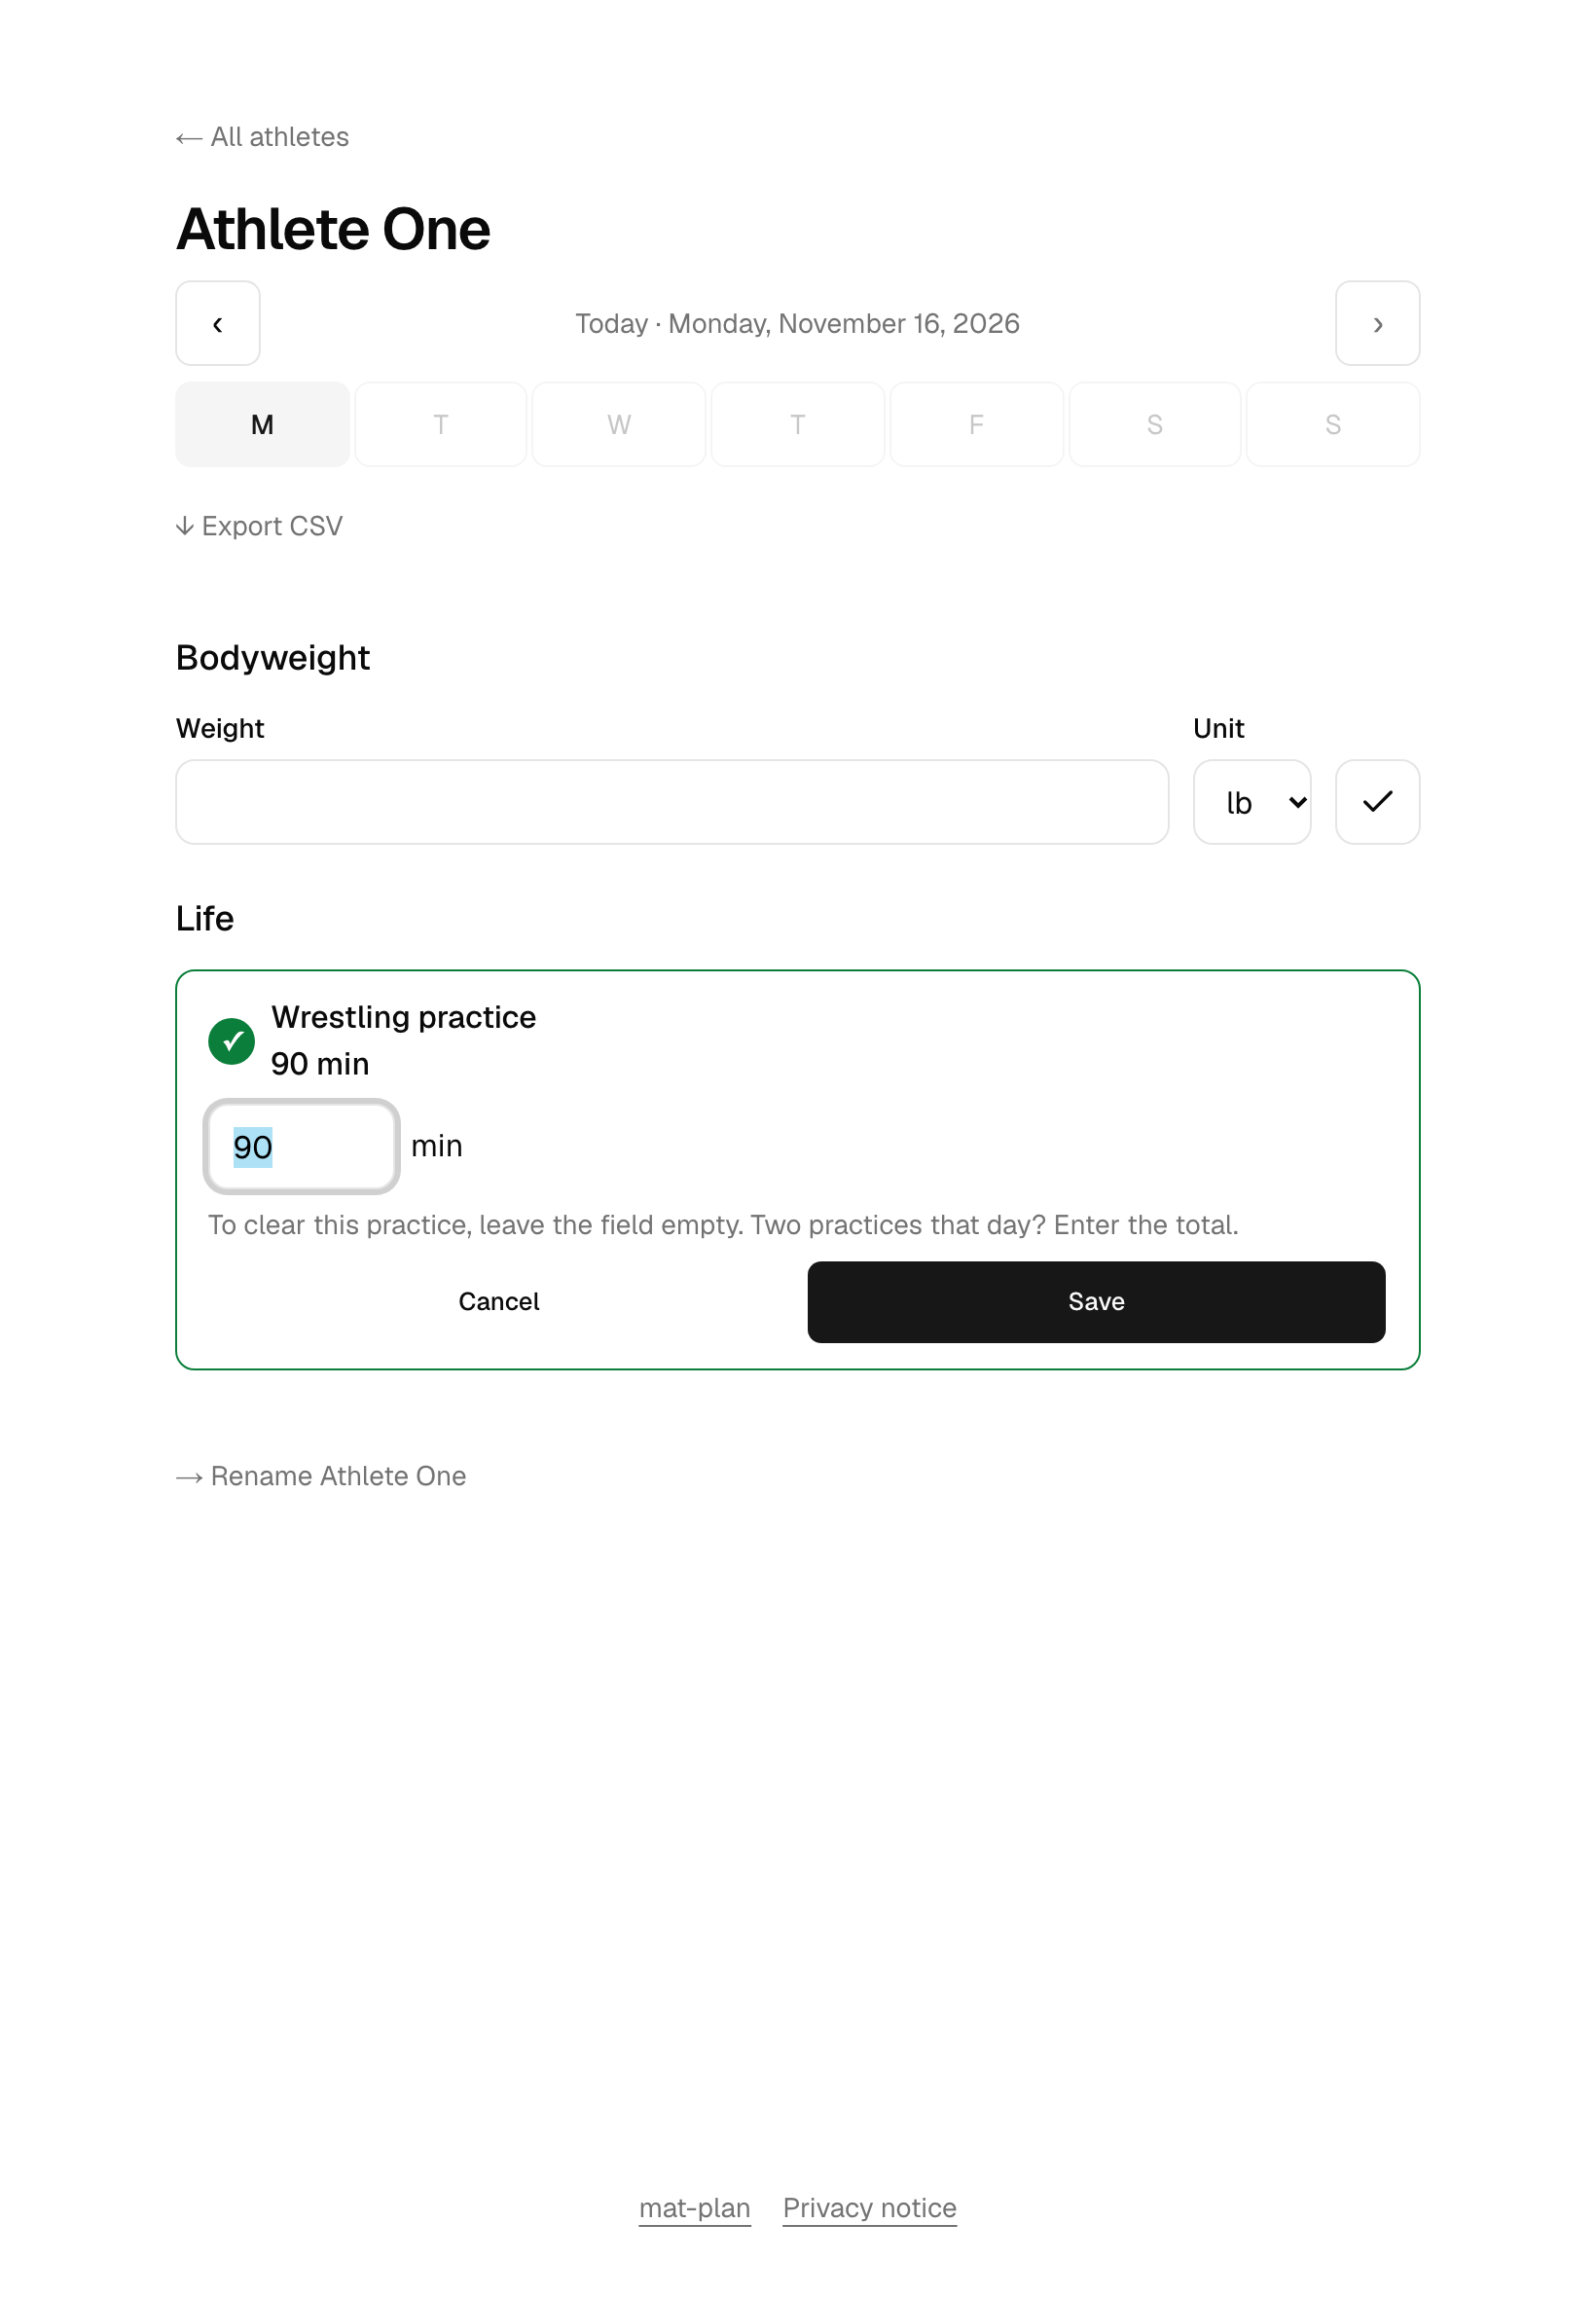 ← All athletes
Athlete One
‹ Today · Monday, November 16, 2026 ›
M T W T F S S
↓ Export CSV
Bodyweight
Weight Unit
lb
Life
Wrestling practice
90 min
90 min
To clear this practice, leave the field empty. Two practices that day? Enter the total.
Cancel Save
→ Rename Athlete One
mat-plan Privacy notice